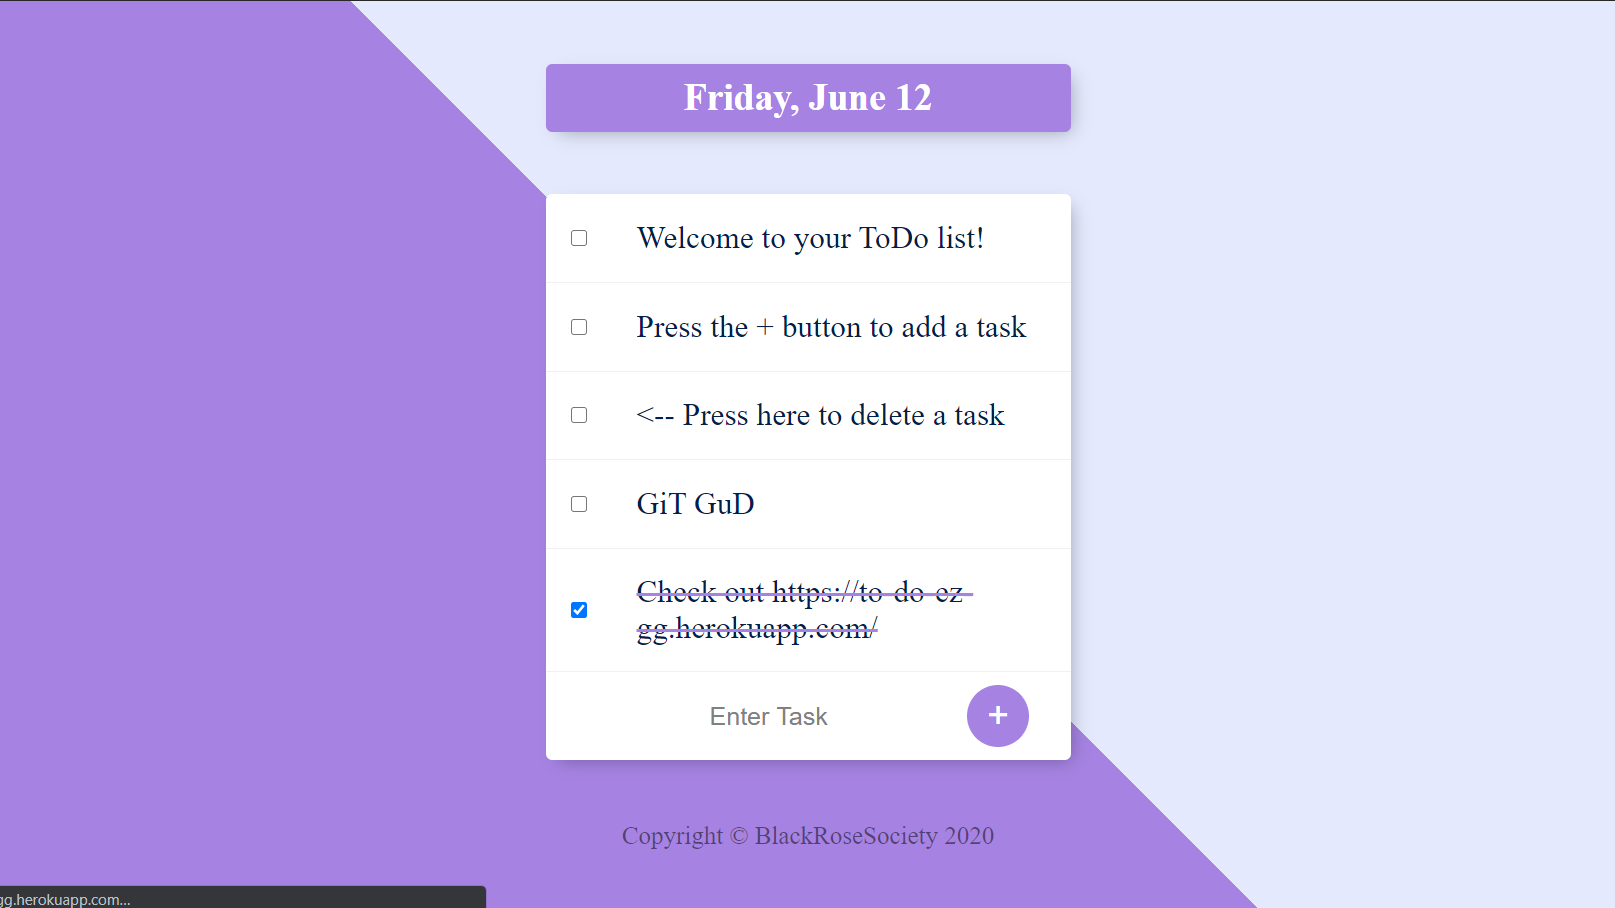 Friday, June 12
Welcome to your ToDo list!
Press the + button to add a task
<-- Press here to delete a task
GiT GuD
Check out https://to-do-ez-
gg.herokuapp.com/
Enter Task
+
Copyright © BlackRoseSociety 2020
gg.herokuapp.com...